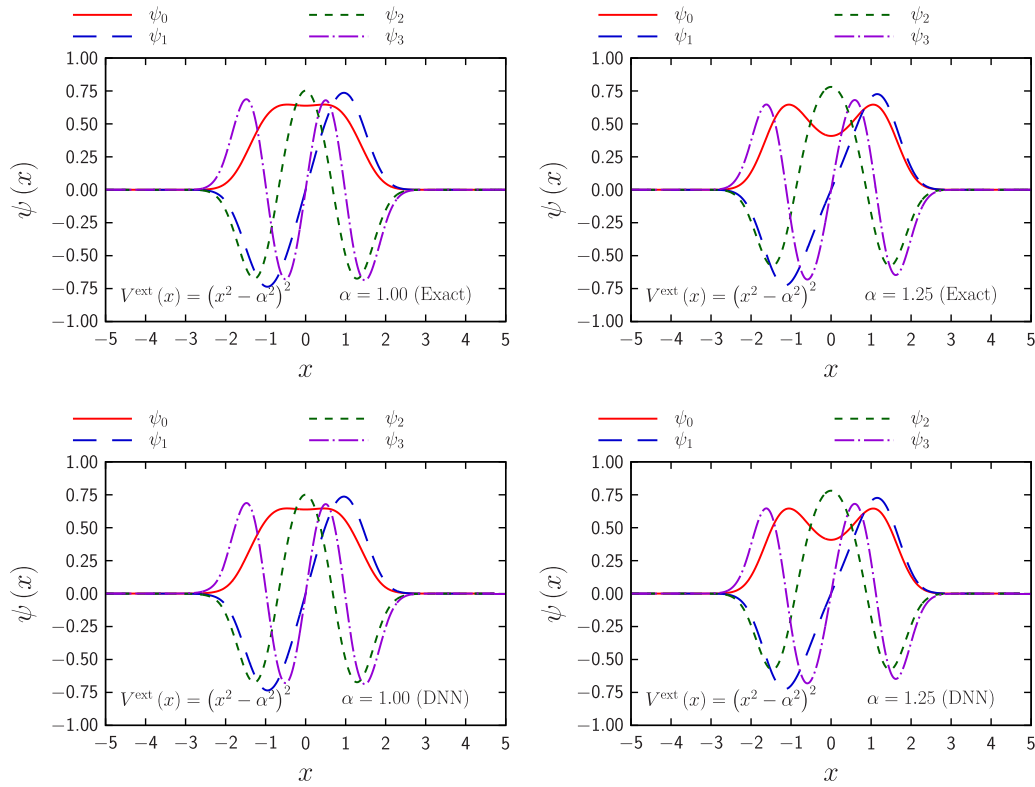 ψ₀ ψ₂
ψ₁ ψ₃
1.00
0.75
0.50
0.25
0.00
−0.25
−0.50
−0.75
−1.00
ψ (x)
V^ext (x) = (x² − α²)² α = 1.00 (Exact)
−5 −4 −3 −2 −1 0 1 2 3 4 5
x
ψ₀ ψ₂
ψ₁ ψ₃
1.00
0.75
0.50
0.25
0.00
−0.25
−0.50
−0.75
−1.00
ψ (x)
V^ext (x) = (x² − α²)² α = 1.25 (Exact)
−5 −4 −3 −2 −1 0 1 2 3 4 5
x
ψ₀ ψ₂
ψ₁ ψ₃
1.00
0.75
0.50
0.25
0.00
−0.25
−0.50
−0.75
−1.00
ψ (x)
V^ext (x) = (x² − α²)² α = 1.00 (DNN)
−5 −4 −3 −2 −1 0 1 2 3 4 5
x
ψ₀ ψ₂
ψ₁ ψ₃
1.00
0.75
0.50
0.25
0.00
−0.25
−0.50
−0.75
−1.00
ψ (x)
V^ext (x) = (x² − α²)² α = 1.25 (DNN)
−5 −4 −3 −2 −1 0 1 2 3 4 5
x